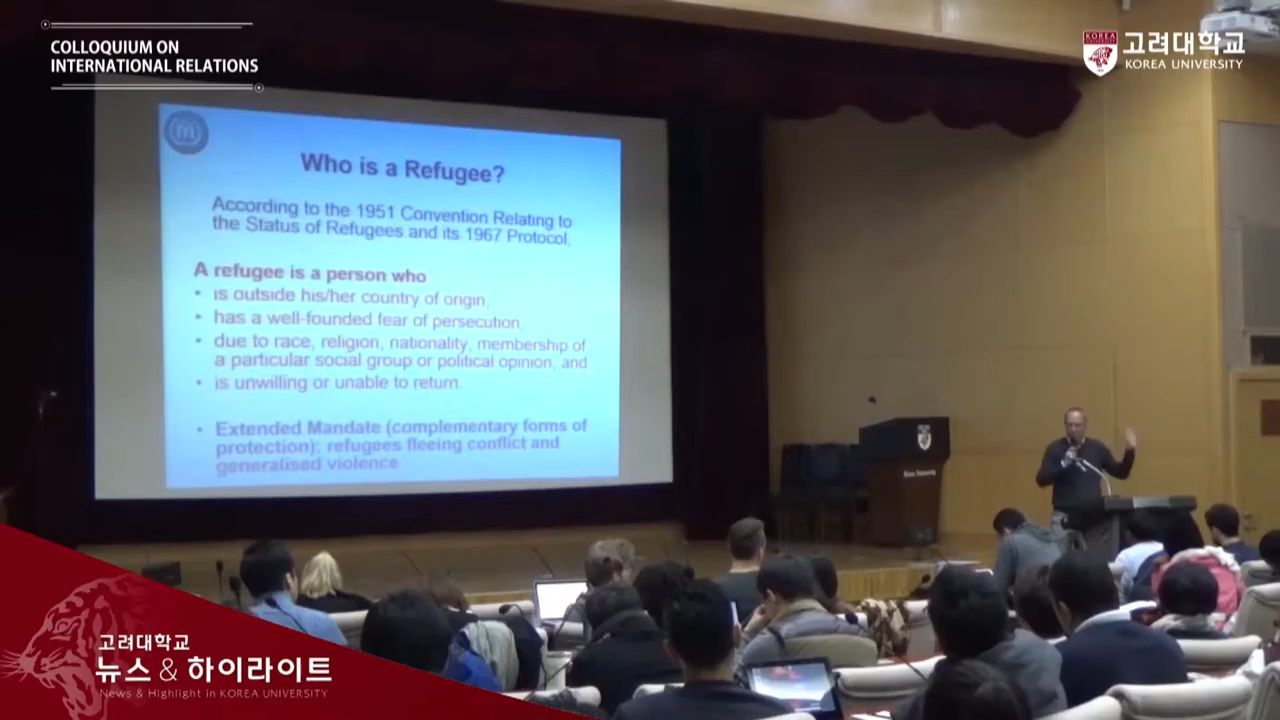 COLLOQUIUM ON
INTERNATIONAL RELATIONS
KOREA
고려대학교
KOREA UNIVERSITY
Who is a Refugee?
According to the 1951 Convention Relating to
the Status of Refugees and its 1967 Protocol,
A refugee is a person who
• is outside his/her country of origin,
• has a well-founded fear of persecution,
• due to race, religion, nationality, membership of
a particular social group or political opinion, and
• is unwilling or unable to return.
• Extended Mandate (complementary forms of
protection): refugees fleeing conflict and
generalised violence
Korea University
고려대학교
뉴스 & 하이라이트
News & Highlight in KOREA UNIVERSITY